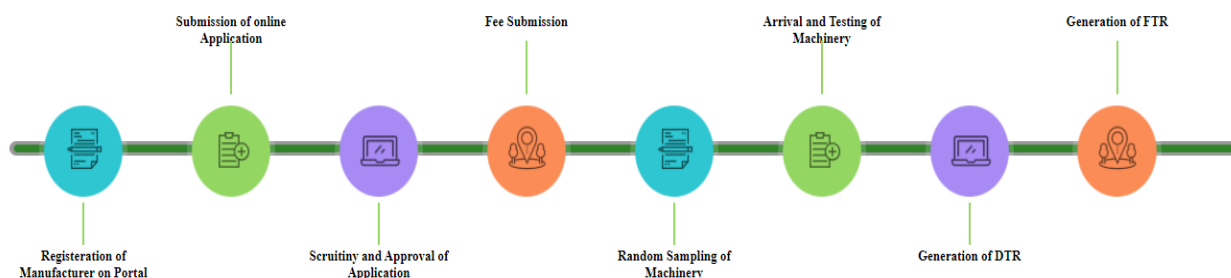 Submission of online
Application
Fee Submission
Arrival and Testing of
Machinery
Generation of FTR
Registeration of
Manufacturer on Portal
Scruitiny and Approval of
Application
Random Sampling of
Machinery
Generation of DTR